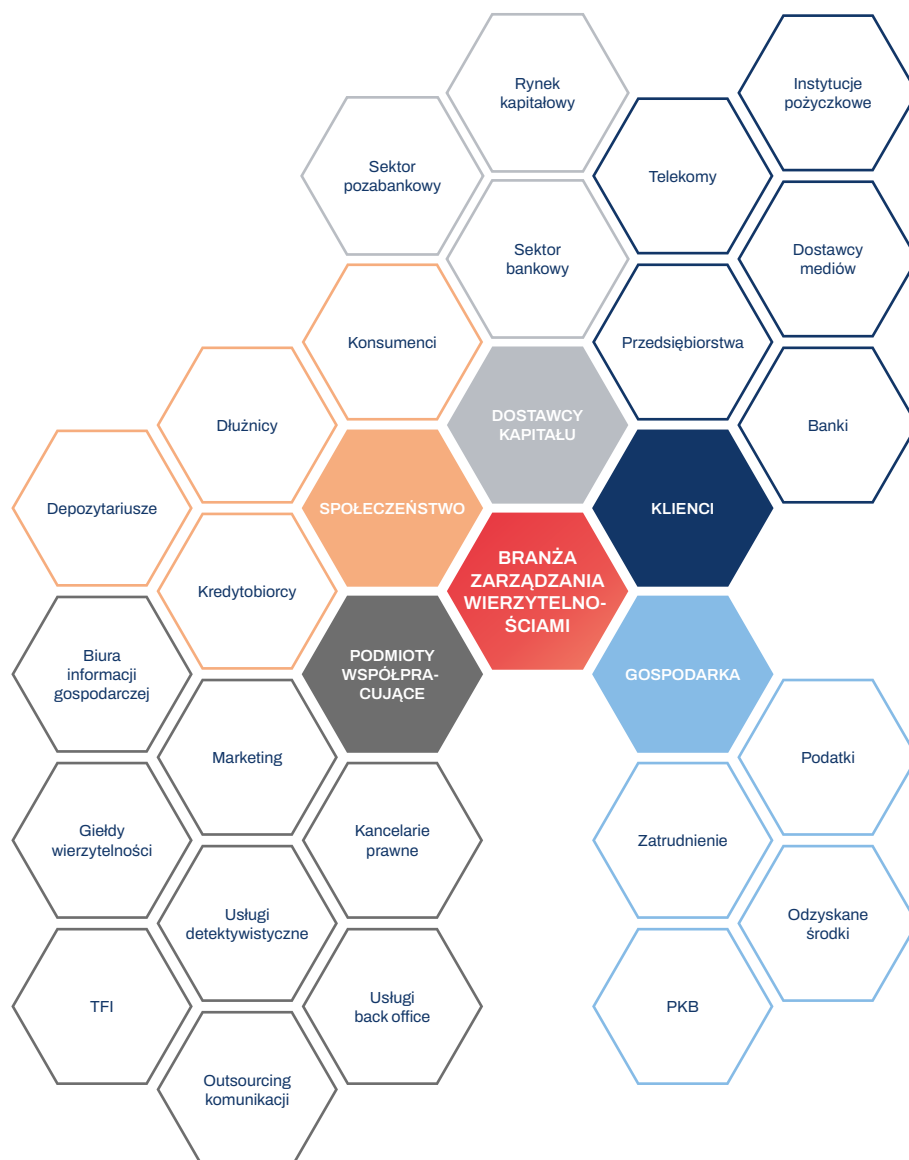 Rynek
kapitałowy
Instytucje
pożyczkowe
Sektor
pozabankowy
Telekomy
Sektor
bankowy
Dostawcy
mediów
Konsumenci
Przedsiębiorstwa
Dłużnicy
DOSTAWCY
KAPITAŁU
Banki
Depozytariusze
SPOŁECZEŃSTWO
KLIENCI
Kredytobiorcy
BRANŻA
ZARZĄDZANIA
WIERZYTELNO-
ŚCIAMI
Biura
informacji
gospodarczej
PODMIOTY
WSPÓŁPRA-
CUJĄCE
GOSPODARKA
Marketing
Podatki
Giełdy
wierzytelności
Kancelarie
prawne
Zatrudnienie
Usługi
detektywistyczne
Odzyskane
środki
TFI
Usługi
back office
PKB
Outsourcing
komunikacji